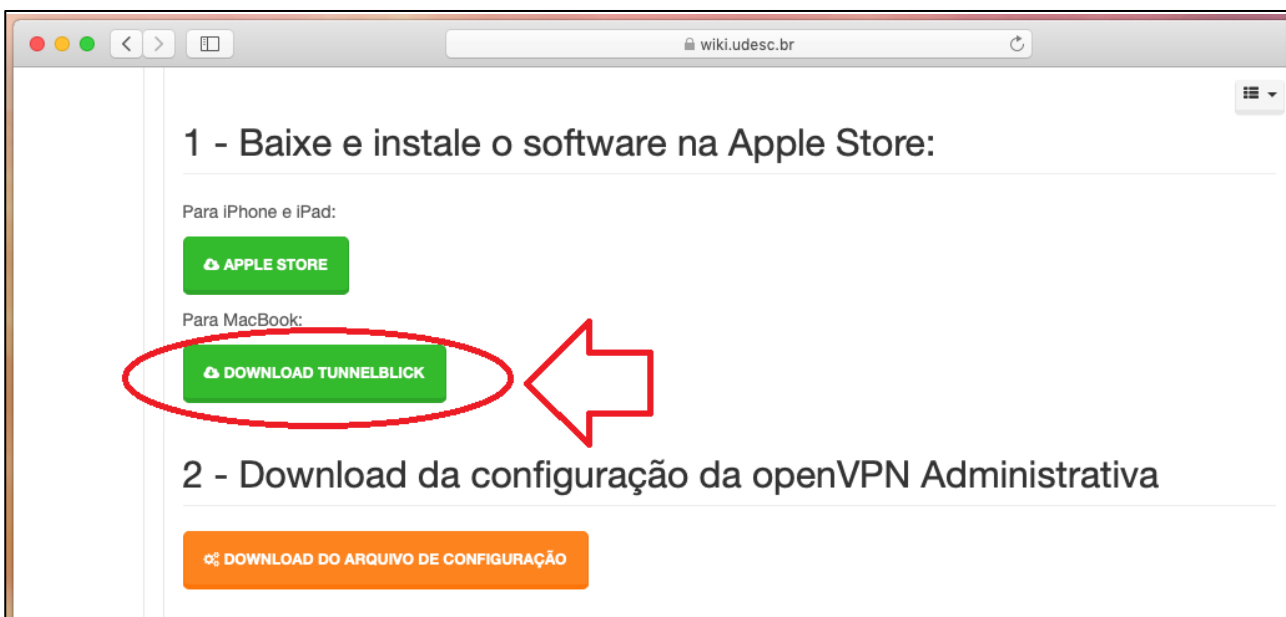 wiki.udesc.br
1 - Baixe e instale o software na Apple Store:
Para iPhone e iPad:
APPLE STORE
Para MacBook:
DOWNLOAD TUNNELBLICK
2 - Download da configuração da openVPN Administrativa
DOWNLOAD DO ARQUIVO DE CONFIGURAÇÃO